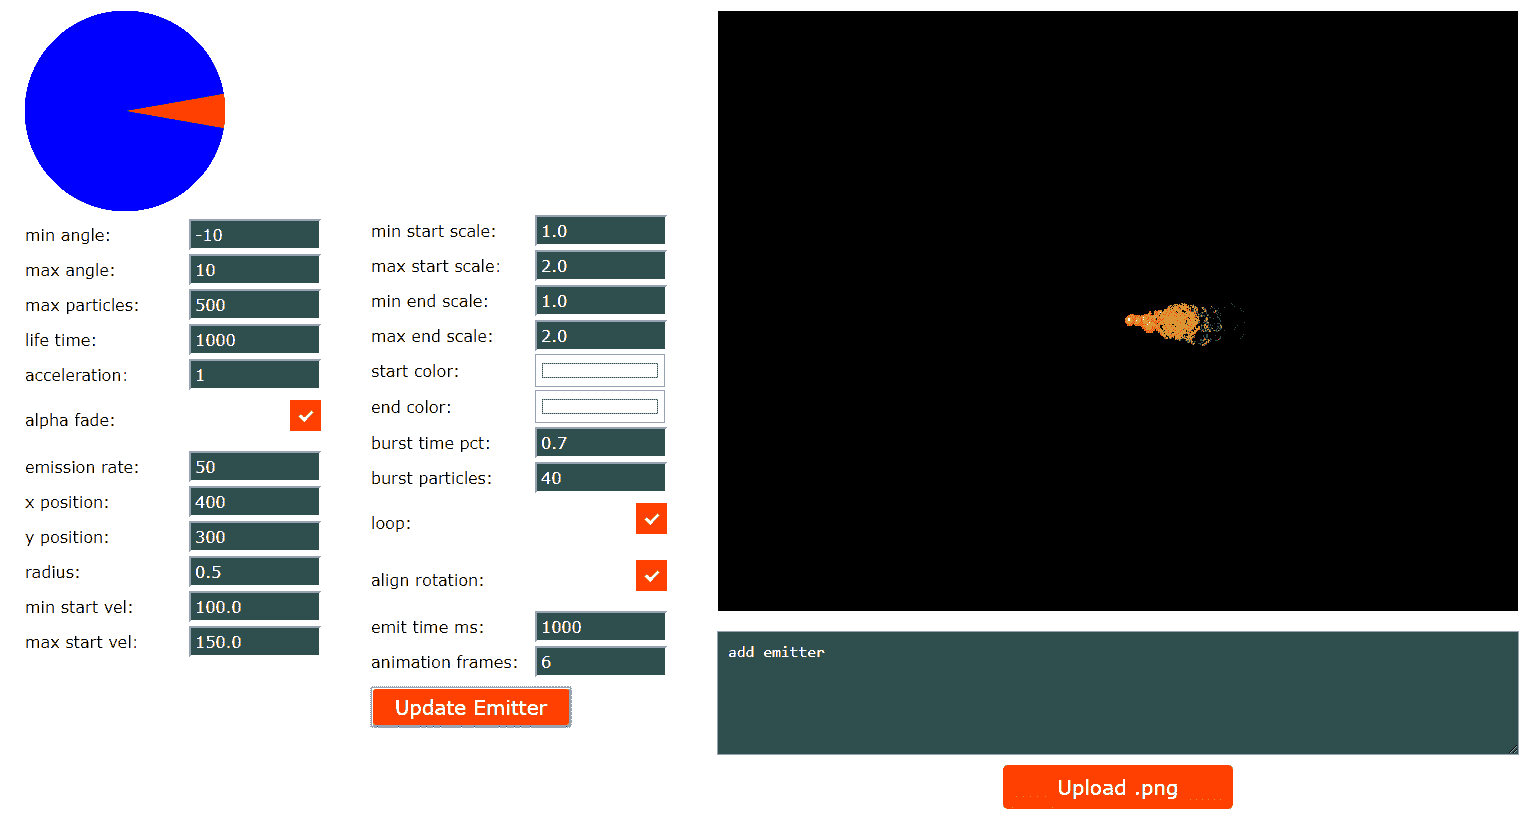 min angle: -10
max angle: 10
max particles: 500
life time: 1000
acceleration: 1
alpha fade:
emission rate: 50
x position: 400
y position: 300
radius: 0.5
min start vel: 100.0
max start vel: 150.0
min start scale: 1.0
max start scale: 2.0
min end scale: 1.0
max end scale: 2.0
start color:
end color:
burst time pct: 0.7
burst particles: 40
loop:
align rotation:
emit time ms: 1000
animation frames: 6
Update Emitter
add emitter
Upload .png